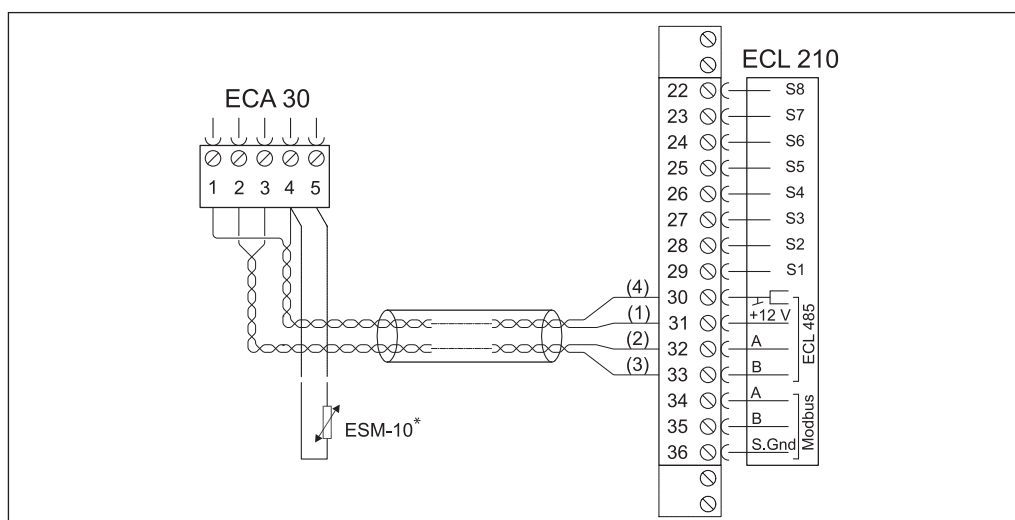 ECA 30
1 2 3 4 5
ESM-10*
(4)
(1)
(2)
(3)
ECL 210
22 S8
23 S7
24 S6
25 S5
26 S4
27 S3
28 S2
29 S1
30
31 +12 V
32 A
33 B
ECL 485
34 A
35 B
36 S.Gnd
Modbus